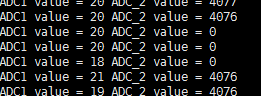 ADC1 value = 20 ADC_2 value = 4077
ADC1 value = 20 ADC_2 value = 4076
ADC1 value = 20 ADC_2 value = 0
ADC1 value = 20 ADC_2 value = 0
ADC1 value = 18 ADC_2 value = 0
ADC1 value = 21 ADC_2 value = 4076
ADC1 value = 19 ADC_2 value = 4076